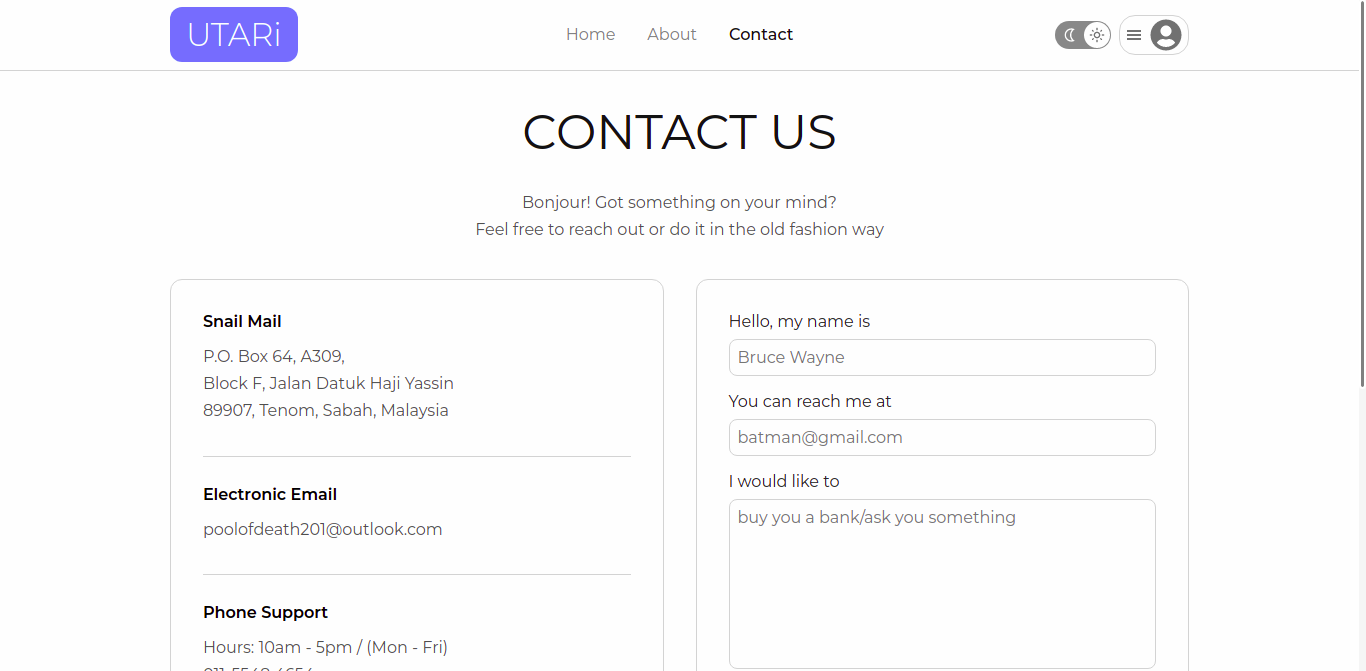 UTARi
Home
About
Contact
CONTACT US
Bonjour! Got something on your mind?
Feel free to reach out or do it in the old fashion way
Snail Mail
P.O. Box 64, A309,
Block F, Jalan Datuk Haji Yassin
89907, Tenom, Sabah, Malaysia
Electronic Email
poolofdeath201@outlook.com
Phone Support
Hours: 10am - 5pm / (Mon - Fri)
Hello, my name is
Bruce Wayne
You can reach me at
batman@gmail.com
I would like to
buy you a bank/ask you something